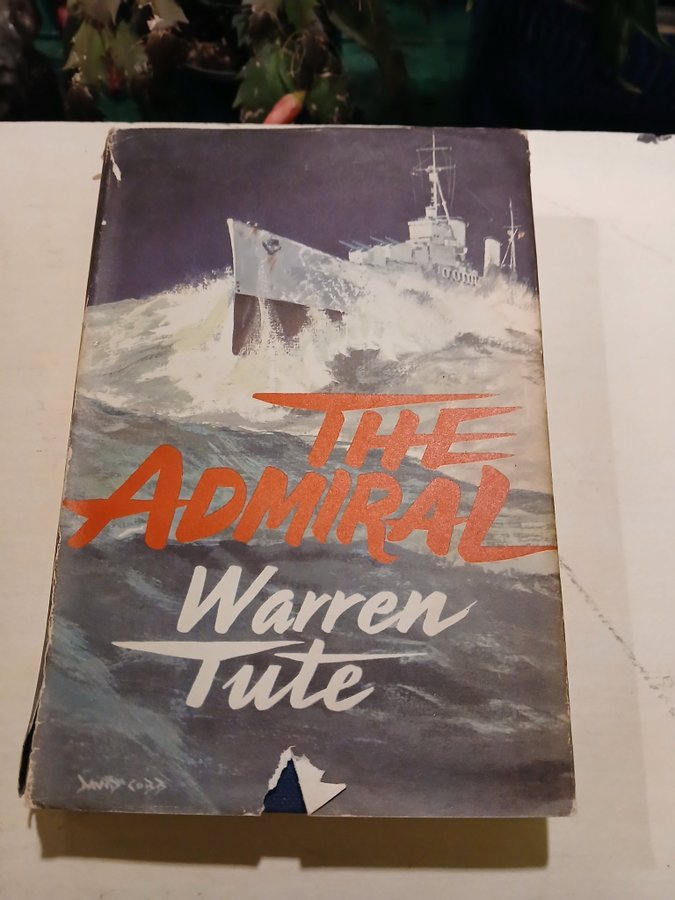 THE
ADMIRAL
Warren
Tute
DAVID COBB